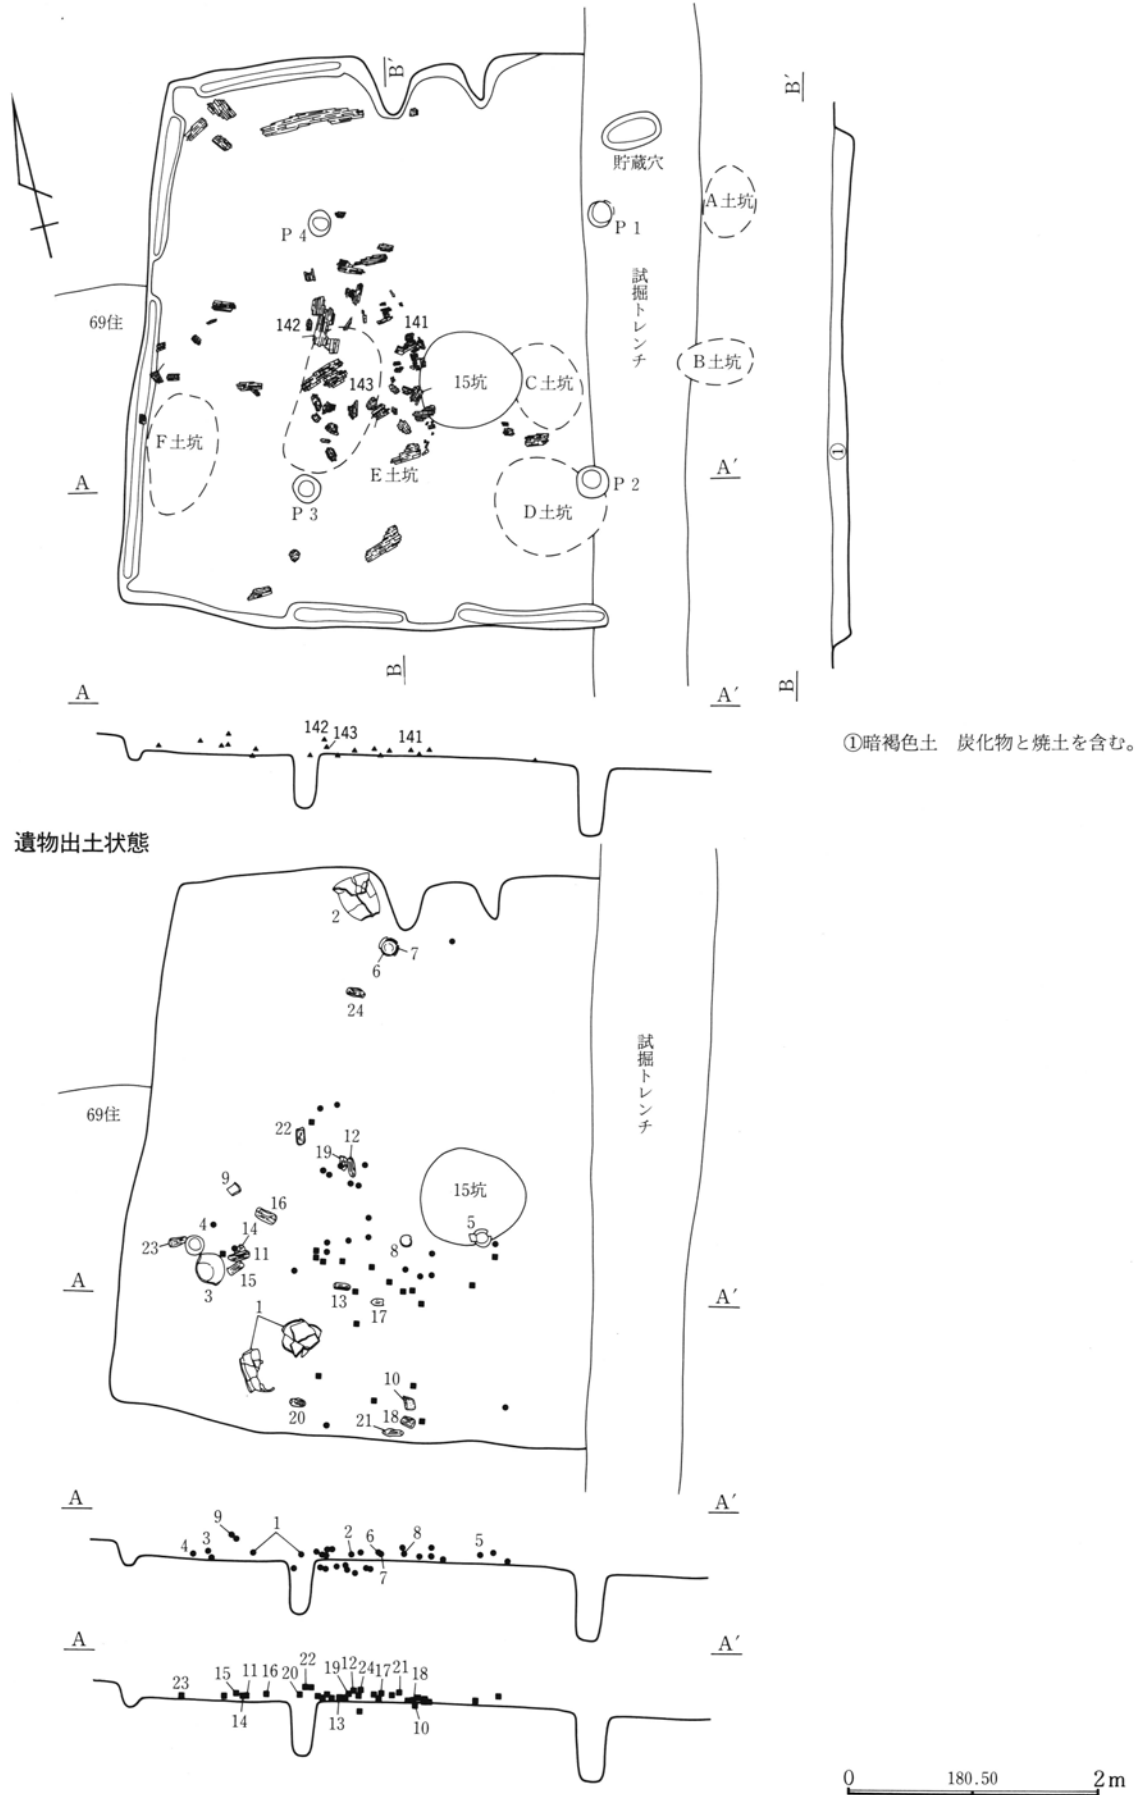 B′
B′
貯蔵穴
A土坑
P 1
P 4
試掘トレンチ
69住
142
141
143
15坑
C土坑
B土坑
F土坑
E土坑
①
A
A′
P 3
P 2
D土坑
B
B
A
A′
142
143
141
①暗褐色土　炭化物と焼土を含む。
遺物出土状態
2
7
6
24
試掘トレンチ
69住
22
12
19
9
16
15坑
4
14
5
23
11
8
15
3
A
A′
13
17
1
10
20
21
18
A
A′
9
1
4
3
2
6
8
5
7
A
A′
23
15
11
16
20
22
19
12
24
17
21
18
14
13
10
0
180.50
2m